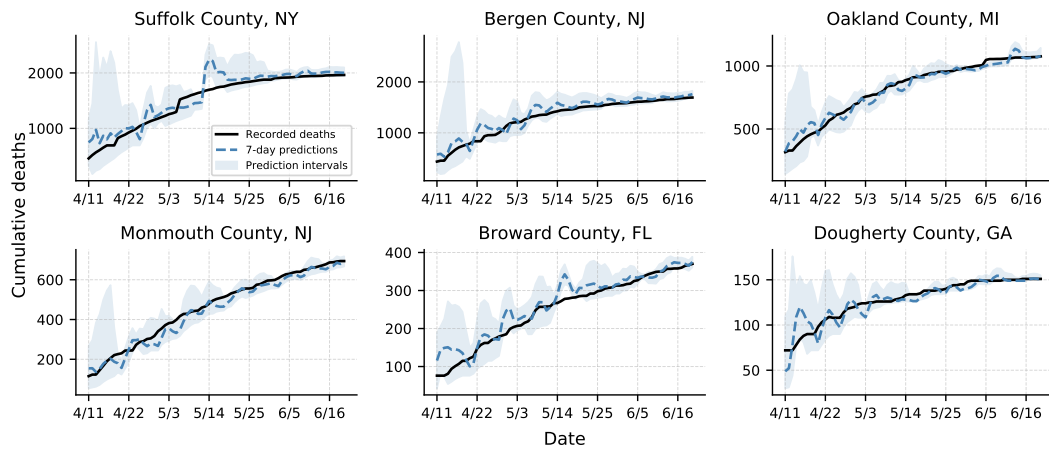 Suffolk County, NY
Bergen County, NJ
Oakland County, MI
2000
1000
Recorded deaths
7-day predictions
Prediction intervals
4/11 4/22 5/3 5/14 5/25 6/5 6/16
2000
1000
4/11 4/22 5/3 5/14 5/25 6/5 6/16
1000
500
4/11 4/22 5/3 5/14 5/25 6/5 6/16
Cumulative deaths
Monmouth County, NJ
Broward County, FL
Dougherty County, GA
600
400
200
4/11 4/22 5/3 5/14 5/25 6/5 6/16
400
300
200
100
4/11 4/22 5/3 5/14 5/25 6/5 6/16
150
100
50
4/11 4/22 5/3 5/14 5/25 6/5 6/16
Date